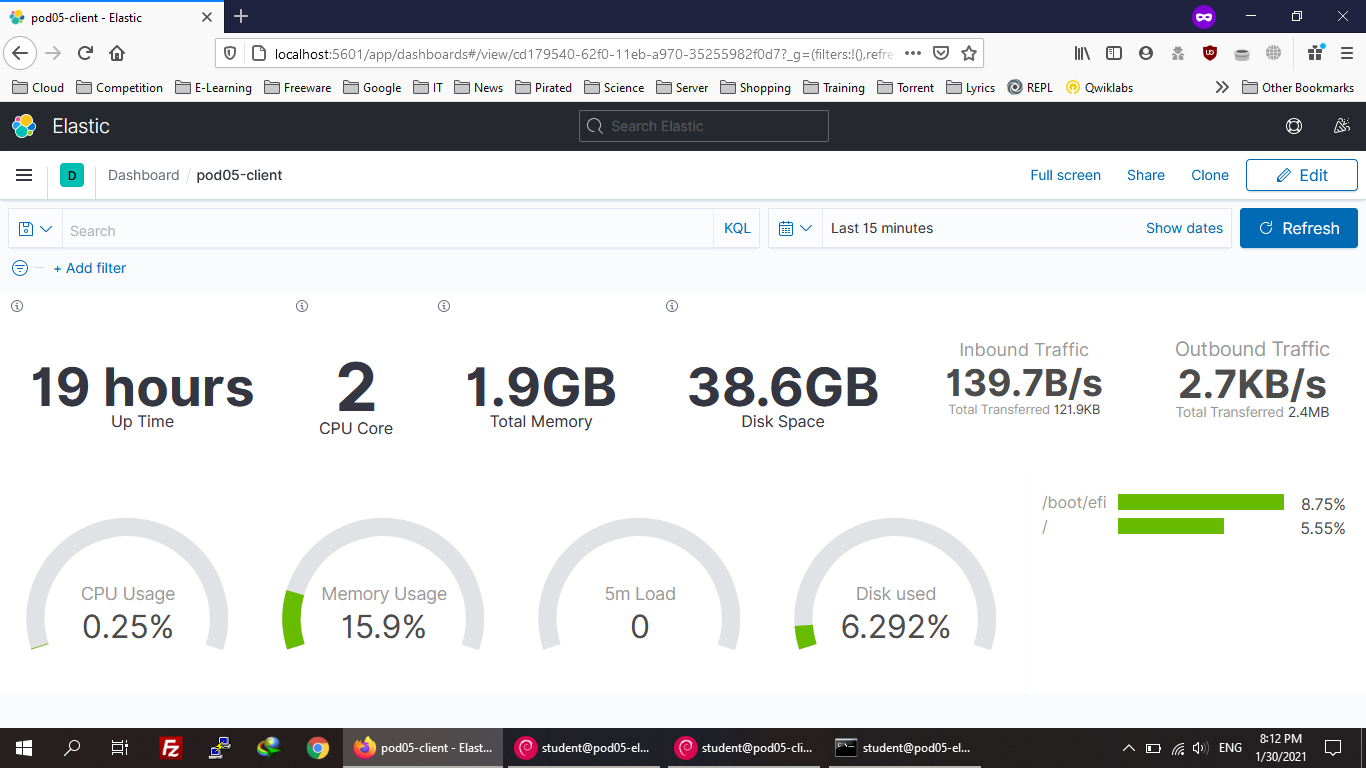 pod05-client - Elastic
localhost:5601/app/dashboards#/view/cd179540-62f0-11eb-a970-35255982f0d7?_g=(filters:!(),refre
Cloud Competition E-Learning Freeware Google IT News Pirated Science Server Shopping Training Torrent Lyrics REPL Qwiklabs Other Bookmarks
Elastic Search Elastic
D Dashboard / pod05-client Full screen Share Clone Edit
Search KQL Last 15 minutes Show dates Refresh
+ Add filter
19 hours
Up Time
2
CPU Core
1.9GB
Total Memory
38.6GB
Disk Space
Inbound Traffic
139.7B/s
Total Transferred 121.9KB
Outbound Traffic
2.7KB/s
Total Transferred 2.4MB
CPU Usage
0.25%
Memory Usage
15.9%
5m Load
0
Disk used
6.292%
/boot/efi 8.75%
/ 5.55%
pod05-client - Elast... student@pod05-el... student@pod05-cli... student@pod05-el... ENG
8:12 PM
1/30/2021